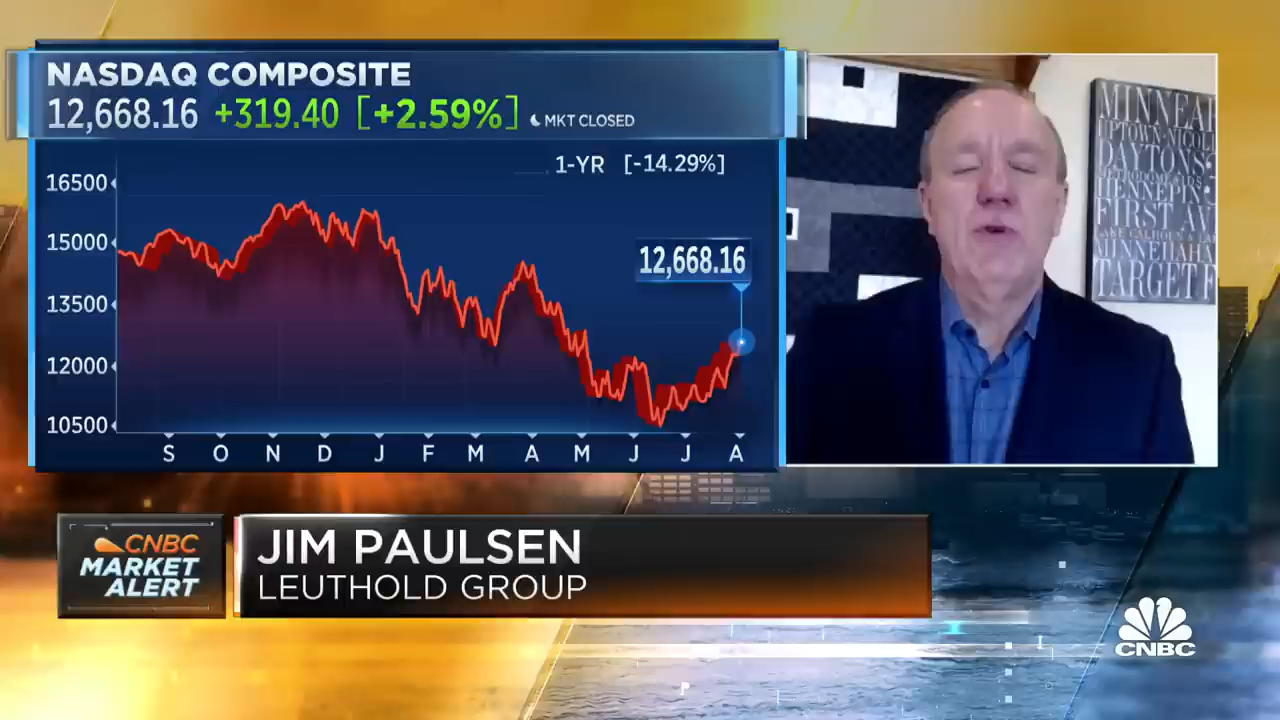 NASDAQ COMPOSITE
12,668.16 +319.40 [+2.59%] MKT CLOSED
1-YR [-14.29%]
16500
15000
13500
12000
10500
12,668.16
S O N D J F M A M J J A
MINNEAP
UPTOWN
DAYTONS
HENNEPIN
FIRST AV
MINNEHAH
TARGET F
CNBC
MARKET
ALERT
JIM PAULSEN
LEUTHOLD GROUP
CNBC